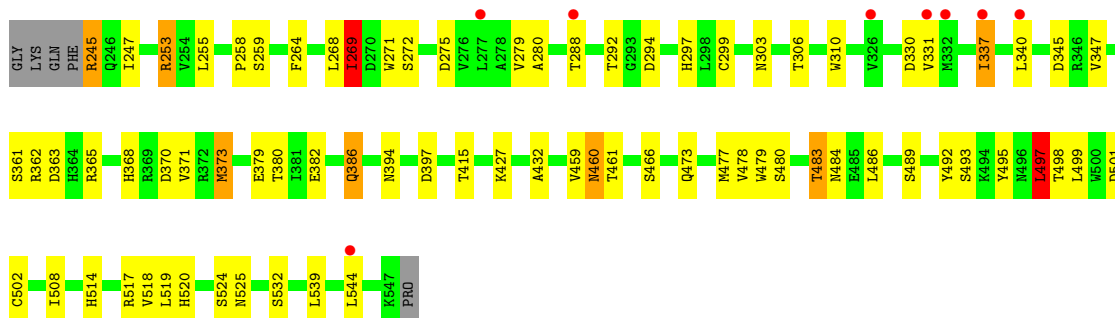 GLY LYS GLN PHE R245 Q246 I247 R253 V254 L255 P258 S259 F264 L268 I269 D270 W271 S272 D275 V276 L277 A278 V279 A280 T288 T292 G293 D294 H297 L298 C299 N303 T306 W310 V326 D330 V331 M332 I337 L340 D345 R346 V347
S361 R362 D363 H364 R365 H368 R369 D370 V371 R372 M373 E379 T380 I381 E382 Q386 N394 D397 T415 K427 A432 V459 N460 T461 S466 Q473 M477 V478 W479 S480 T483 N484 E485 L486 S489 Y492 S493 K494 Y495 N496 L497 T498 L499 W500 D501
C502 I508 H514 R517 V518 L519 H520 S524 N525 S532 L539 L544 K547 PRO